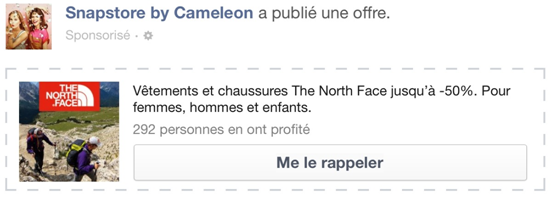 Snapstore by Cameleon a publié une offre.
Sponsorisé ·
THE
NORTH
FACE
Vêtements et chaussures The North Face jusqu'à -50%. Pour
femmes, hommes et enfants.
292 personnes en ont profité
Me le rappeler